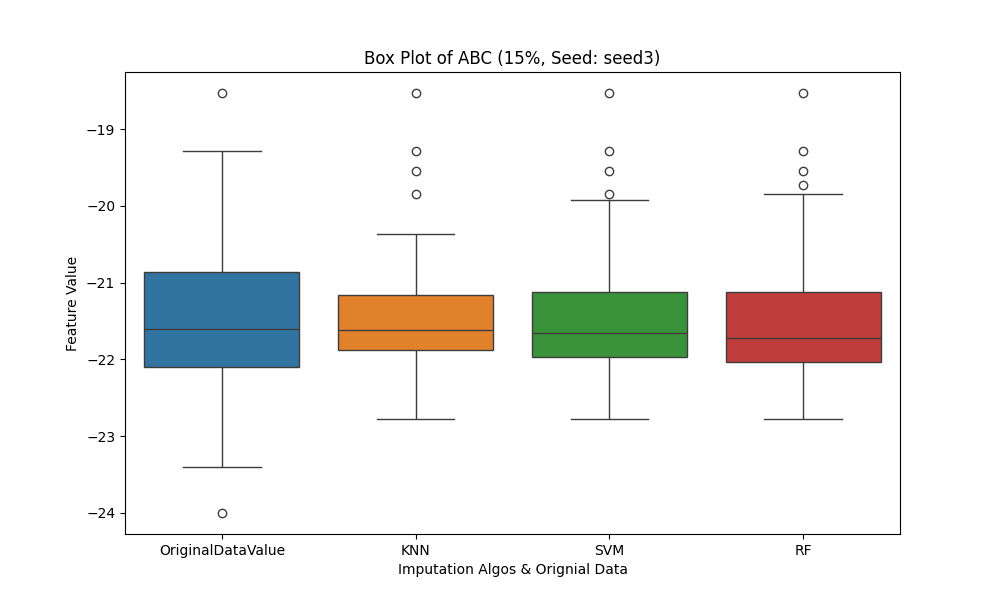 Box Plot of ABC (15%, Seed: seed3)
Feature Value
−19
−20
−21
−22
−23
−24
OriginalDataValue KNN SVM RF
Imputation Algos & Orignial Data